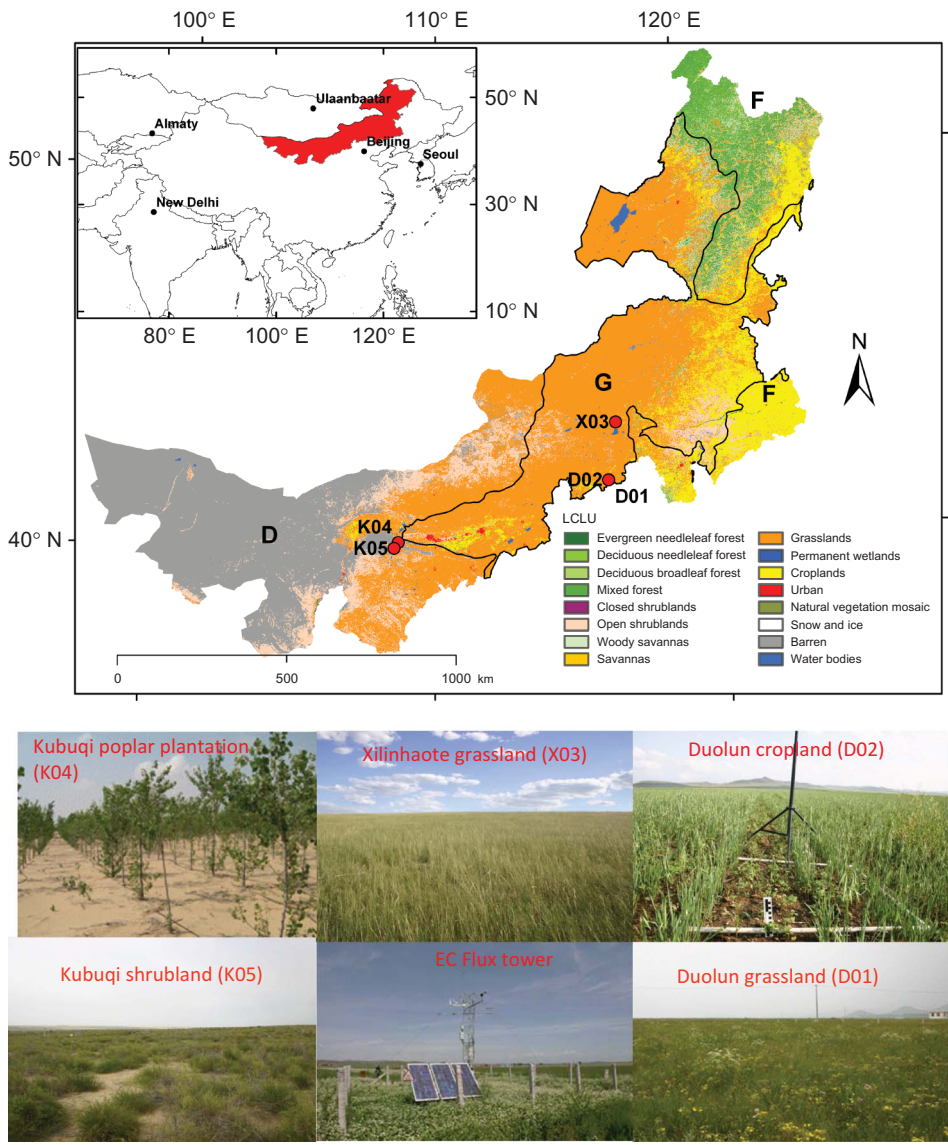 100° E
110° E
120° E
50° N
40° N
50° N
30° N
10° N
80° E
100° E
120° E
Ulaanbaatar
Almaty
Beijing
Seoul
New Delhi
F
N
G
F
X03
D02
D01
K04
D
K05
LCLU
Evergreen needleleaf forest
Deciduous needleleaf forest
Deciduous broadleaf forest
Mixed forest
Closed shrublands
Open shrublands
Woody savannas
Savannas
Grasslands
Permanent wetlands
Croplands
Urban
Natural vegetation mosaic
Snow and ice
Barren
Water bodies
0
500
1000 km
110° E
120° E
Kubuqi poplar plantation
(K04)
Xilinhaote grassland (X03)
Duolun cropland (D02)
Kubuqi shrubland (K05)
EC Flux tower
Duolun grassland (D01)